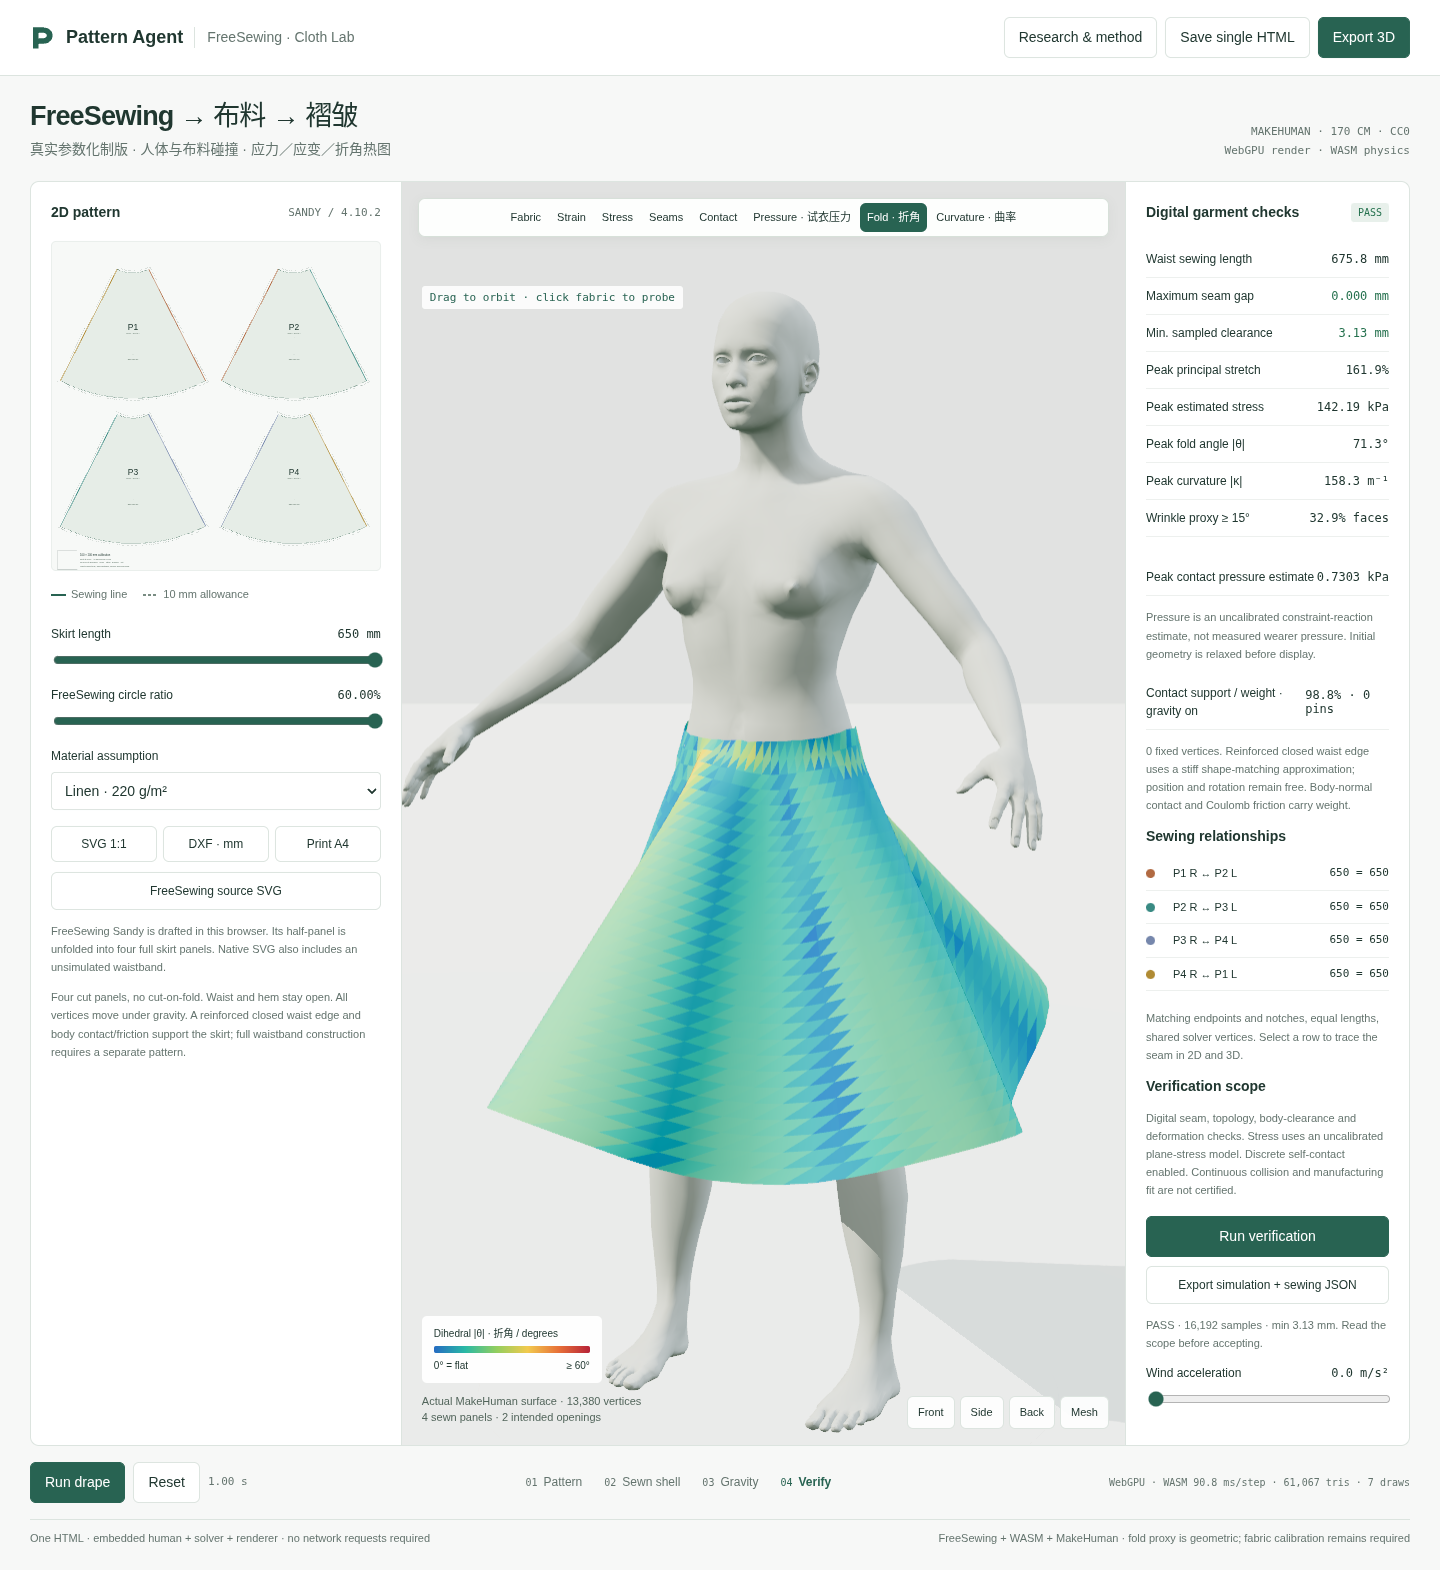 Pattern Agent
FreeSewing · Cloth Lab
Research & method
Save single HTML
Export 3D
FreeSewing → 布料 → 褶皱
真实参数化制版 · 人体与布料碰撞 · 应力／应变／折角热图
MAKEHUMAN · 170 CM · CC0
WebGPU render · WASM physics
2D pattern
SANDY / 4.10.2
P1
P2
P3
P4
Sewing line
10 mm allowance
Skirt length
650 mm
FreeSewing circle ratio
60.00%
Material assumption
Linen · 220 g/m²
SVG 1:1
DXF · mm
Print A4
FreeSewing source SVG
FreeSewing Sandy is drafted in this browser. Its half-panel is
unfolded into four full skirt panels. Native SVG also includes an
unsimulated waistband.
Four cut panels, no cut-on-fold. Waist and hem stay open. All
vertices move under gravity. A reinforced closed waist edge and
body contact/friction support the skirt; full waistband construction
requires a separate pattern.
Fabric
Strain
Stress
Seams
Contact
Pressure · 试衣压力
Fold · 折角
Curvature · 曲率
Drag to orbit · click fabric to probe
Dihedral |θ| · 折角 / degrees
0° = flat
≥ 60°
Actual MakeHuman surface · 13,380 vertices
4 sewn panels · 2 intended openings
Front
Side
Back
Mesh
Digital garment checks
PASS
Waist sewing length
675.8 mm
Maximum seam gap
0.000 mm
Min. sampled clearance
3.13 mm
Peak principal stretch
161.9%
Peak estimated stress
142.19 kPa
Peak fold angle |θ|
71.3°
Peak curvature |κ|
158.3 m⁻¹
Wrinkle proxy ≥ 15°
32.9% faces
Peak contact pressure estimate
0.7303 kPa
Pressure is an uncalibrated constraint-reaction
estimate, not measured wearer pressure. Initial
geometry is relaxed before display.
Contact support / weight ·
gravity on
98.8% · 0
pins
0 fixed vertices. Reinforced closed waist edge
uses a stiff shape-matching approximation;
position and rotation remain free. Body-normal
contact and Coulomb friction carry weight.
Sewing relationships
P1 R ↔ P2 L
650 = 650
P2 R ↔ P3 L
650 = 650
P3 R ↔ P4 L
650 = 650
P4 R ↔ P1 L
650 = 650
Matching endpoints and notches, equal lengths,
shared solver vertices. Select a row to trace the
seam in 2D and 3D.
Verification scope
Digital seam, topology, body-clearance and
deformation checks. Stress uses an uncalibrated
plane-stress model. Discrete self-contact
enabled. Continuous collision and manufacturing
fit are not certified.
Run verification
Export simulation + sewing JSON
PASS · 16,192 samples · min 3.13 mm. Read the
scope before accepting.
Wind acceleration
0.0 m/s²
Run drape
Reset
1.00 s
01 Pattern
02 Sewn shell
03 Gravity
04 Verify
WebGPU · WASM 90.8 ms/step · 61,067 tris · 7 draws
One HTML · embedded human + solver + renderer · no network requests required
FreeSewing + WASM + MakeHuman · fold proxy is geometric; fabric calibration remains required